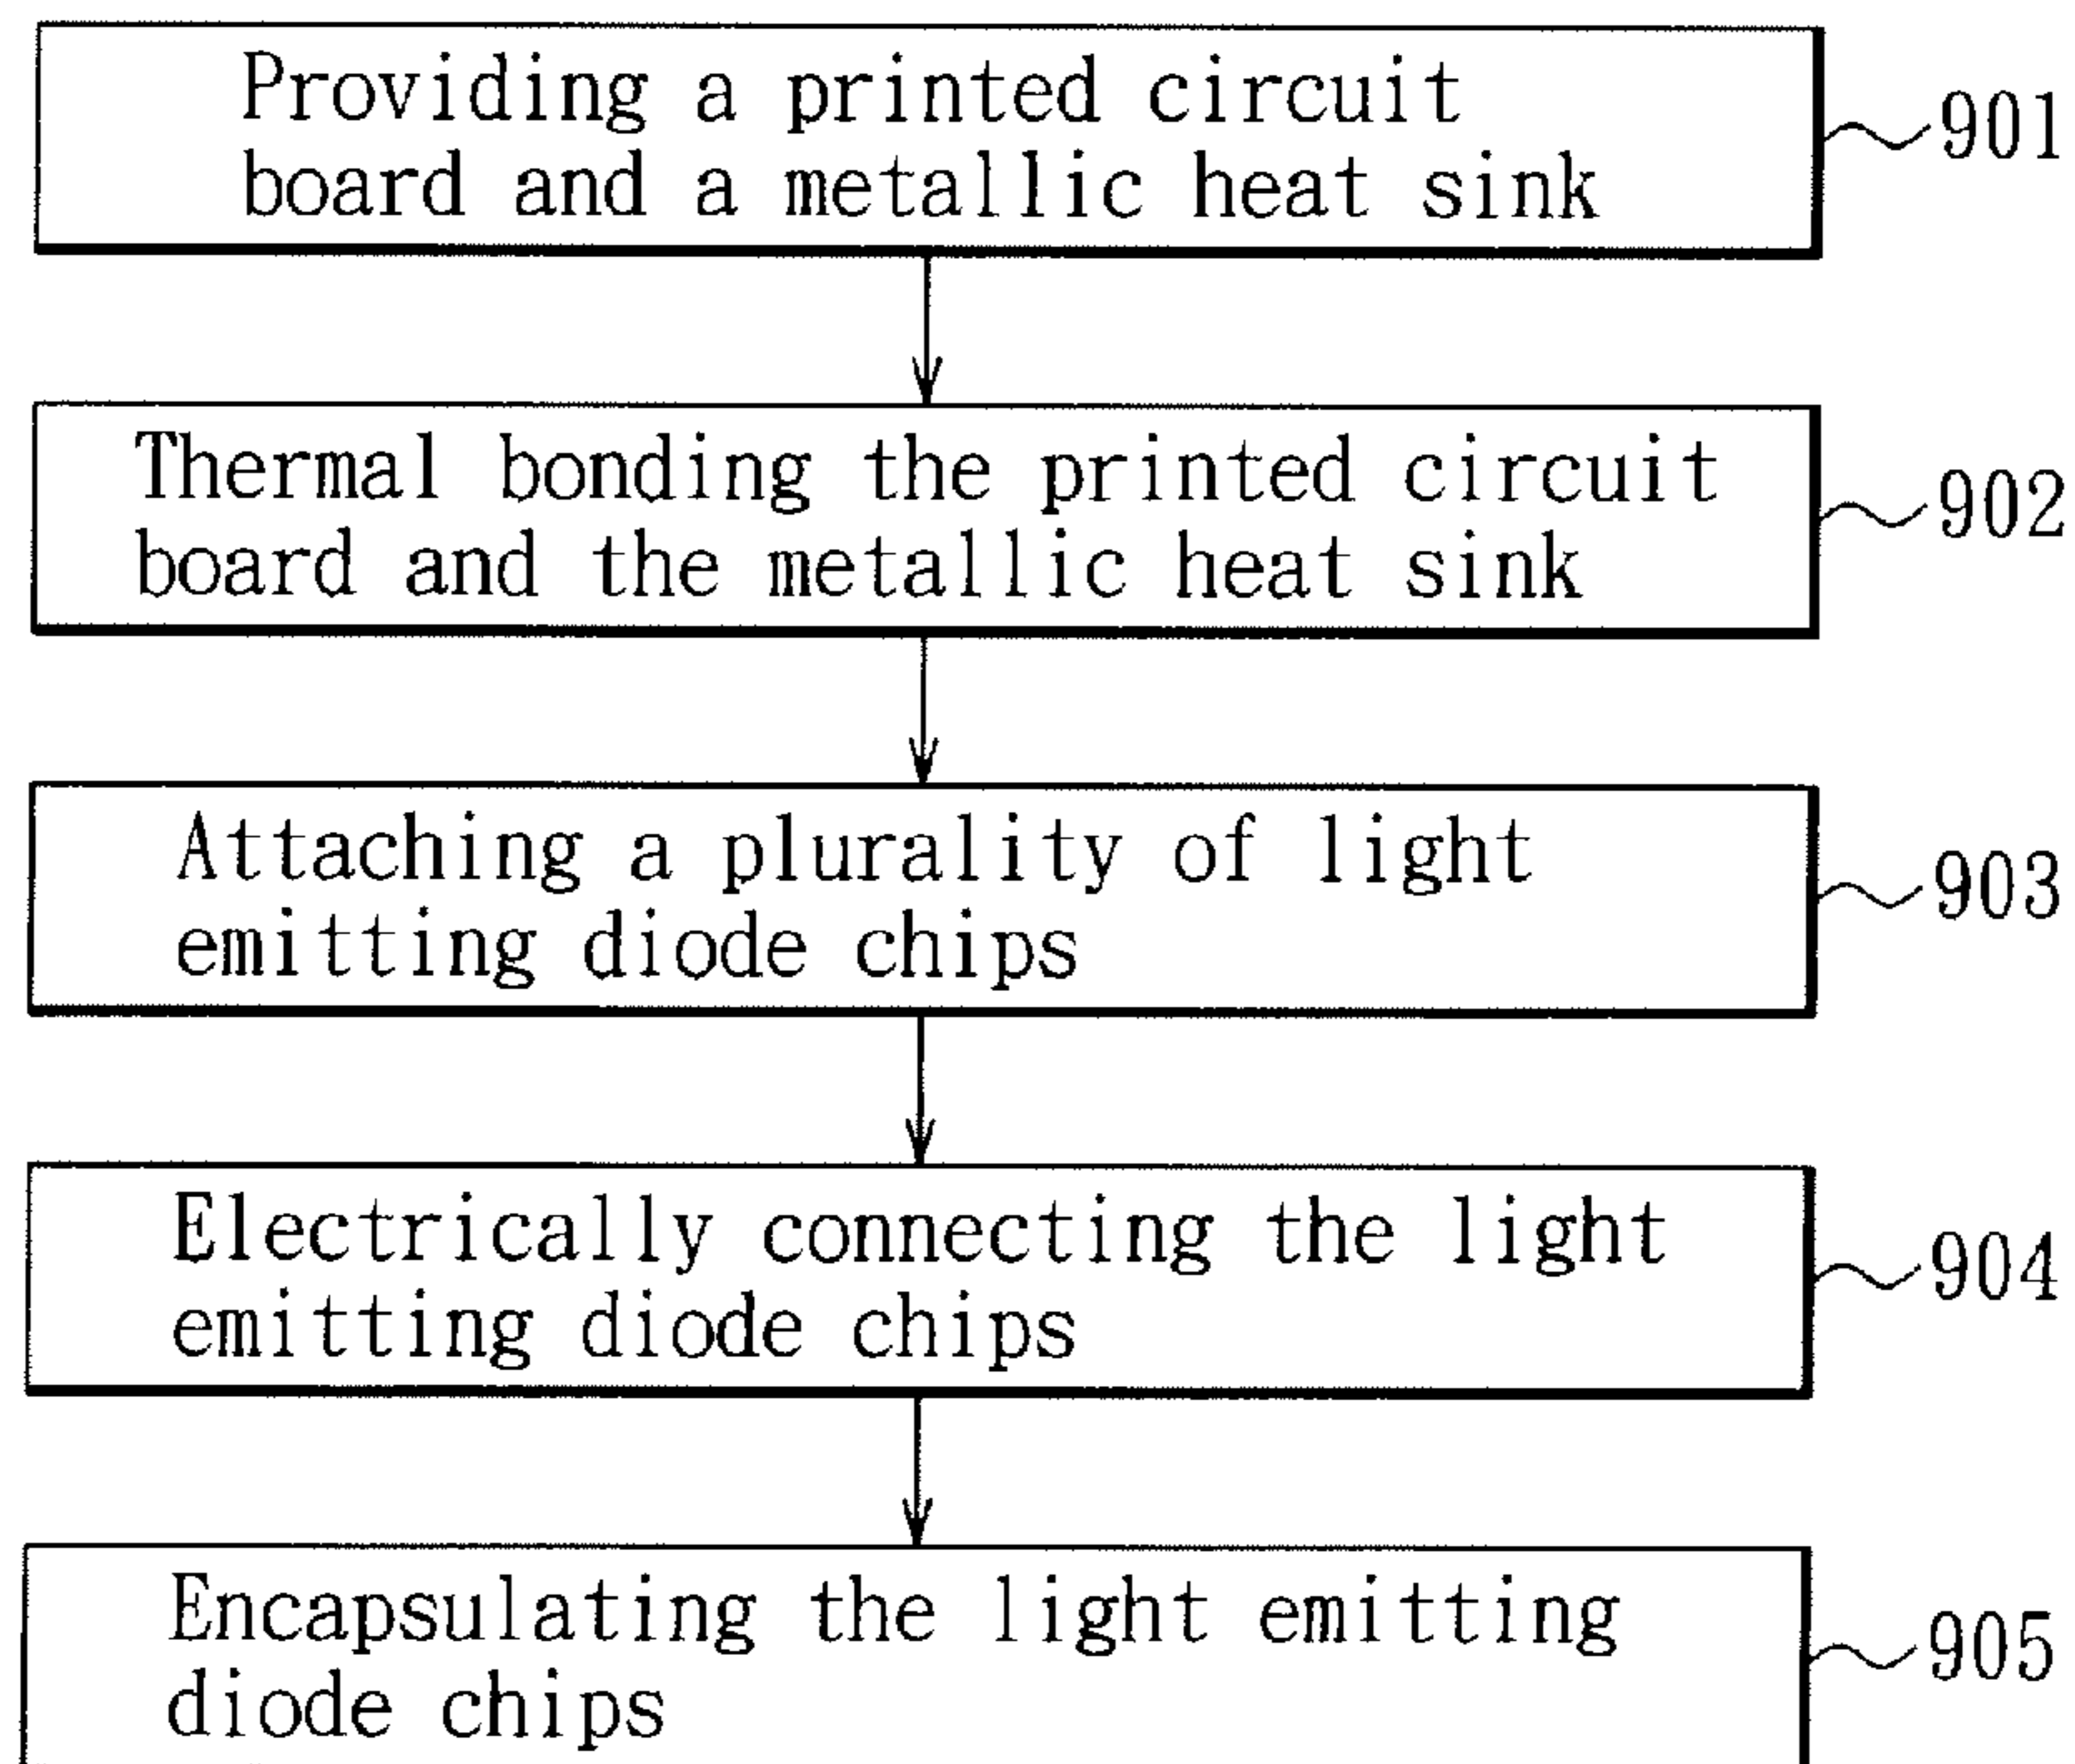 Providing a printed circuit
board and a metallic heat sink
901
Thermal bonding the printed circuit
board and the metallic heat sink
902
Attaching a plurality of light
emitting diode chips
903
Electrically connecting the light
emitting diode chips
904
Encapsulating the light emitting
diode chips
905